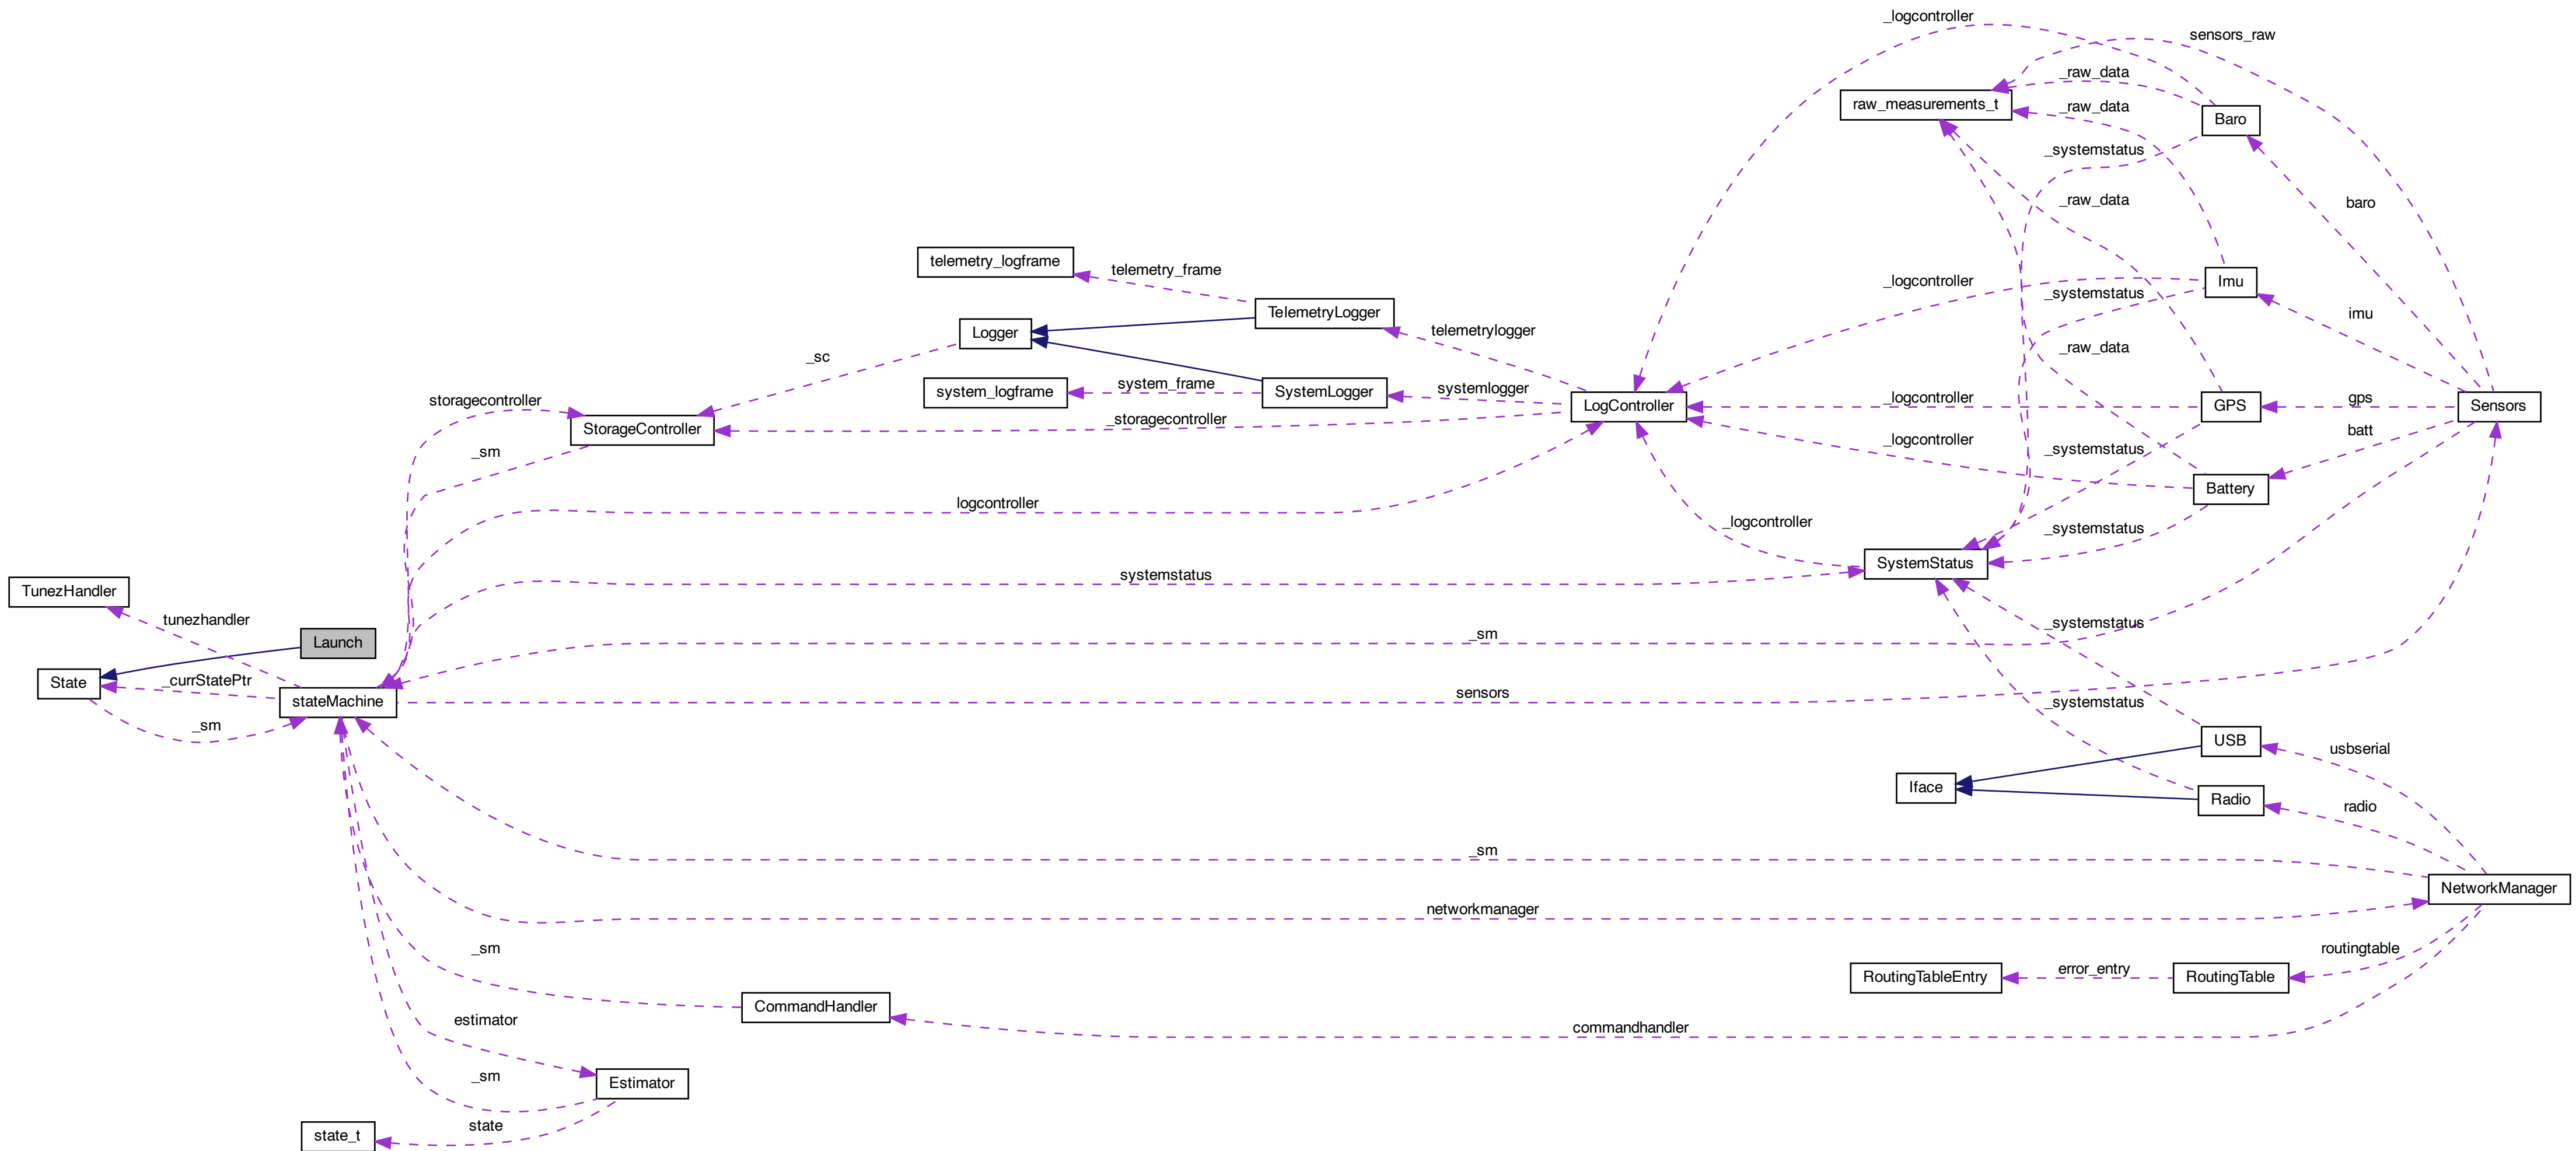 _logcontroller
sensors_raw
_raw_data
raw_measurements_t
_raw_data
Baro
_systemstatus
_raw_data
baro
telemetry_logframe
telemetry_frame
_logcontroller
Imu
_systemstatus
TelemetryLogger
imu
Logger
telemetrylogger
_sc
_raw_data
system_logframe
system_frame
SystemLogger
systemlogger
storagecontroller
LogController
_logcontroller
GPS
gps
Sensors
StorageController
_storagecontroller
batt
_logcontroller
_sm
_systemstatus
Battery
logcontroller
_logcontroller
_systemstatus
SystemStatus
systemstatus
TunezHandler
tunezhandler
_systemstatus
Launch
_sm
State
_currStatePtr
stateMachine
sensors
_systemstatus
_sm
USB
usbserial
Iface
Radio
radio
_sm
NetworkManager
networkmanager
_sm
routingtable
RoutingTableEntry
error_entry
RoutingTable
CommandHandler
estimator
commandhandler
_sm
Estimator
state
state_t